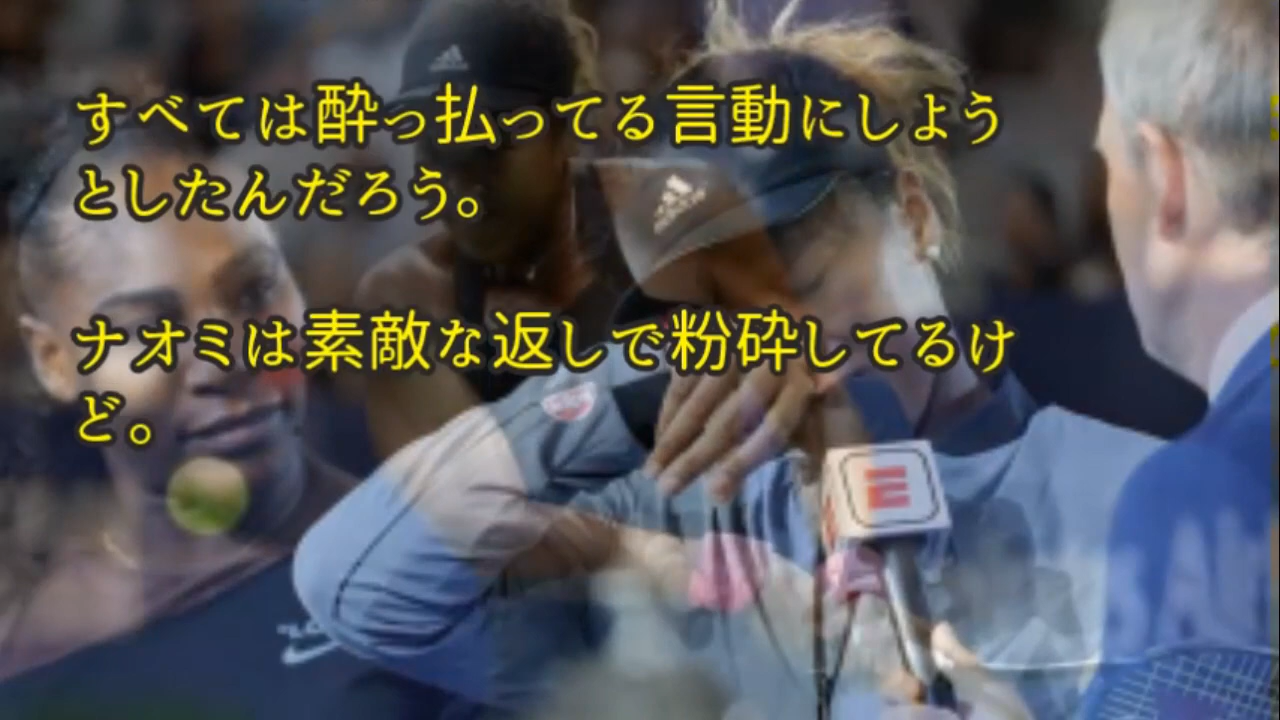 すべては酔っ払ってる言動にしよう
としたんだろう。
ナオミは素敵な返しで粉砕してるけ
ど。